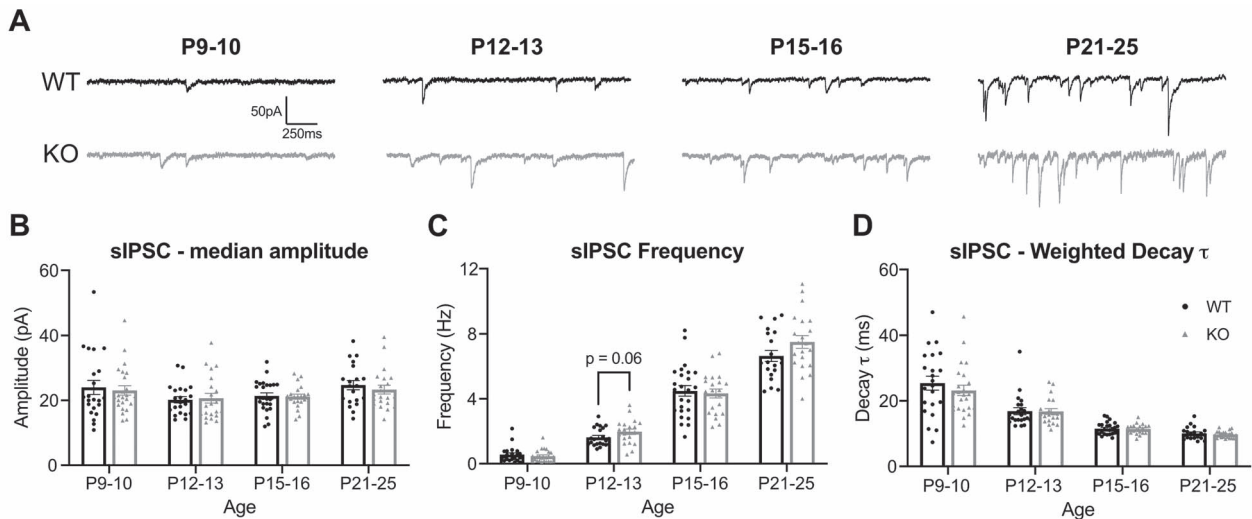 A
P9-10
P12-13
P15-16
P21-25
WT
50pA
250ms
KO
B
sIPSC - median amplitude
60
40
20
0
Amplitude (pA)
P9-10
P12-13
P15-16
P21-25
Age
C
sIPSC Frequency
12
8
4
0
Frequency (Hz)
p = 0.06
P9-10
P12-13
P15-16
P21-25
Age
D
sIPSC - Weighted Decay τ
60
40
20
0
Decay τ (ms)
WT
KO
P9-10
P12-13
P15-16
P21-25
Age